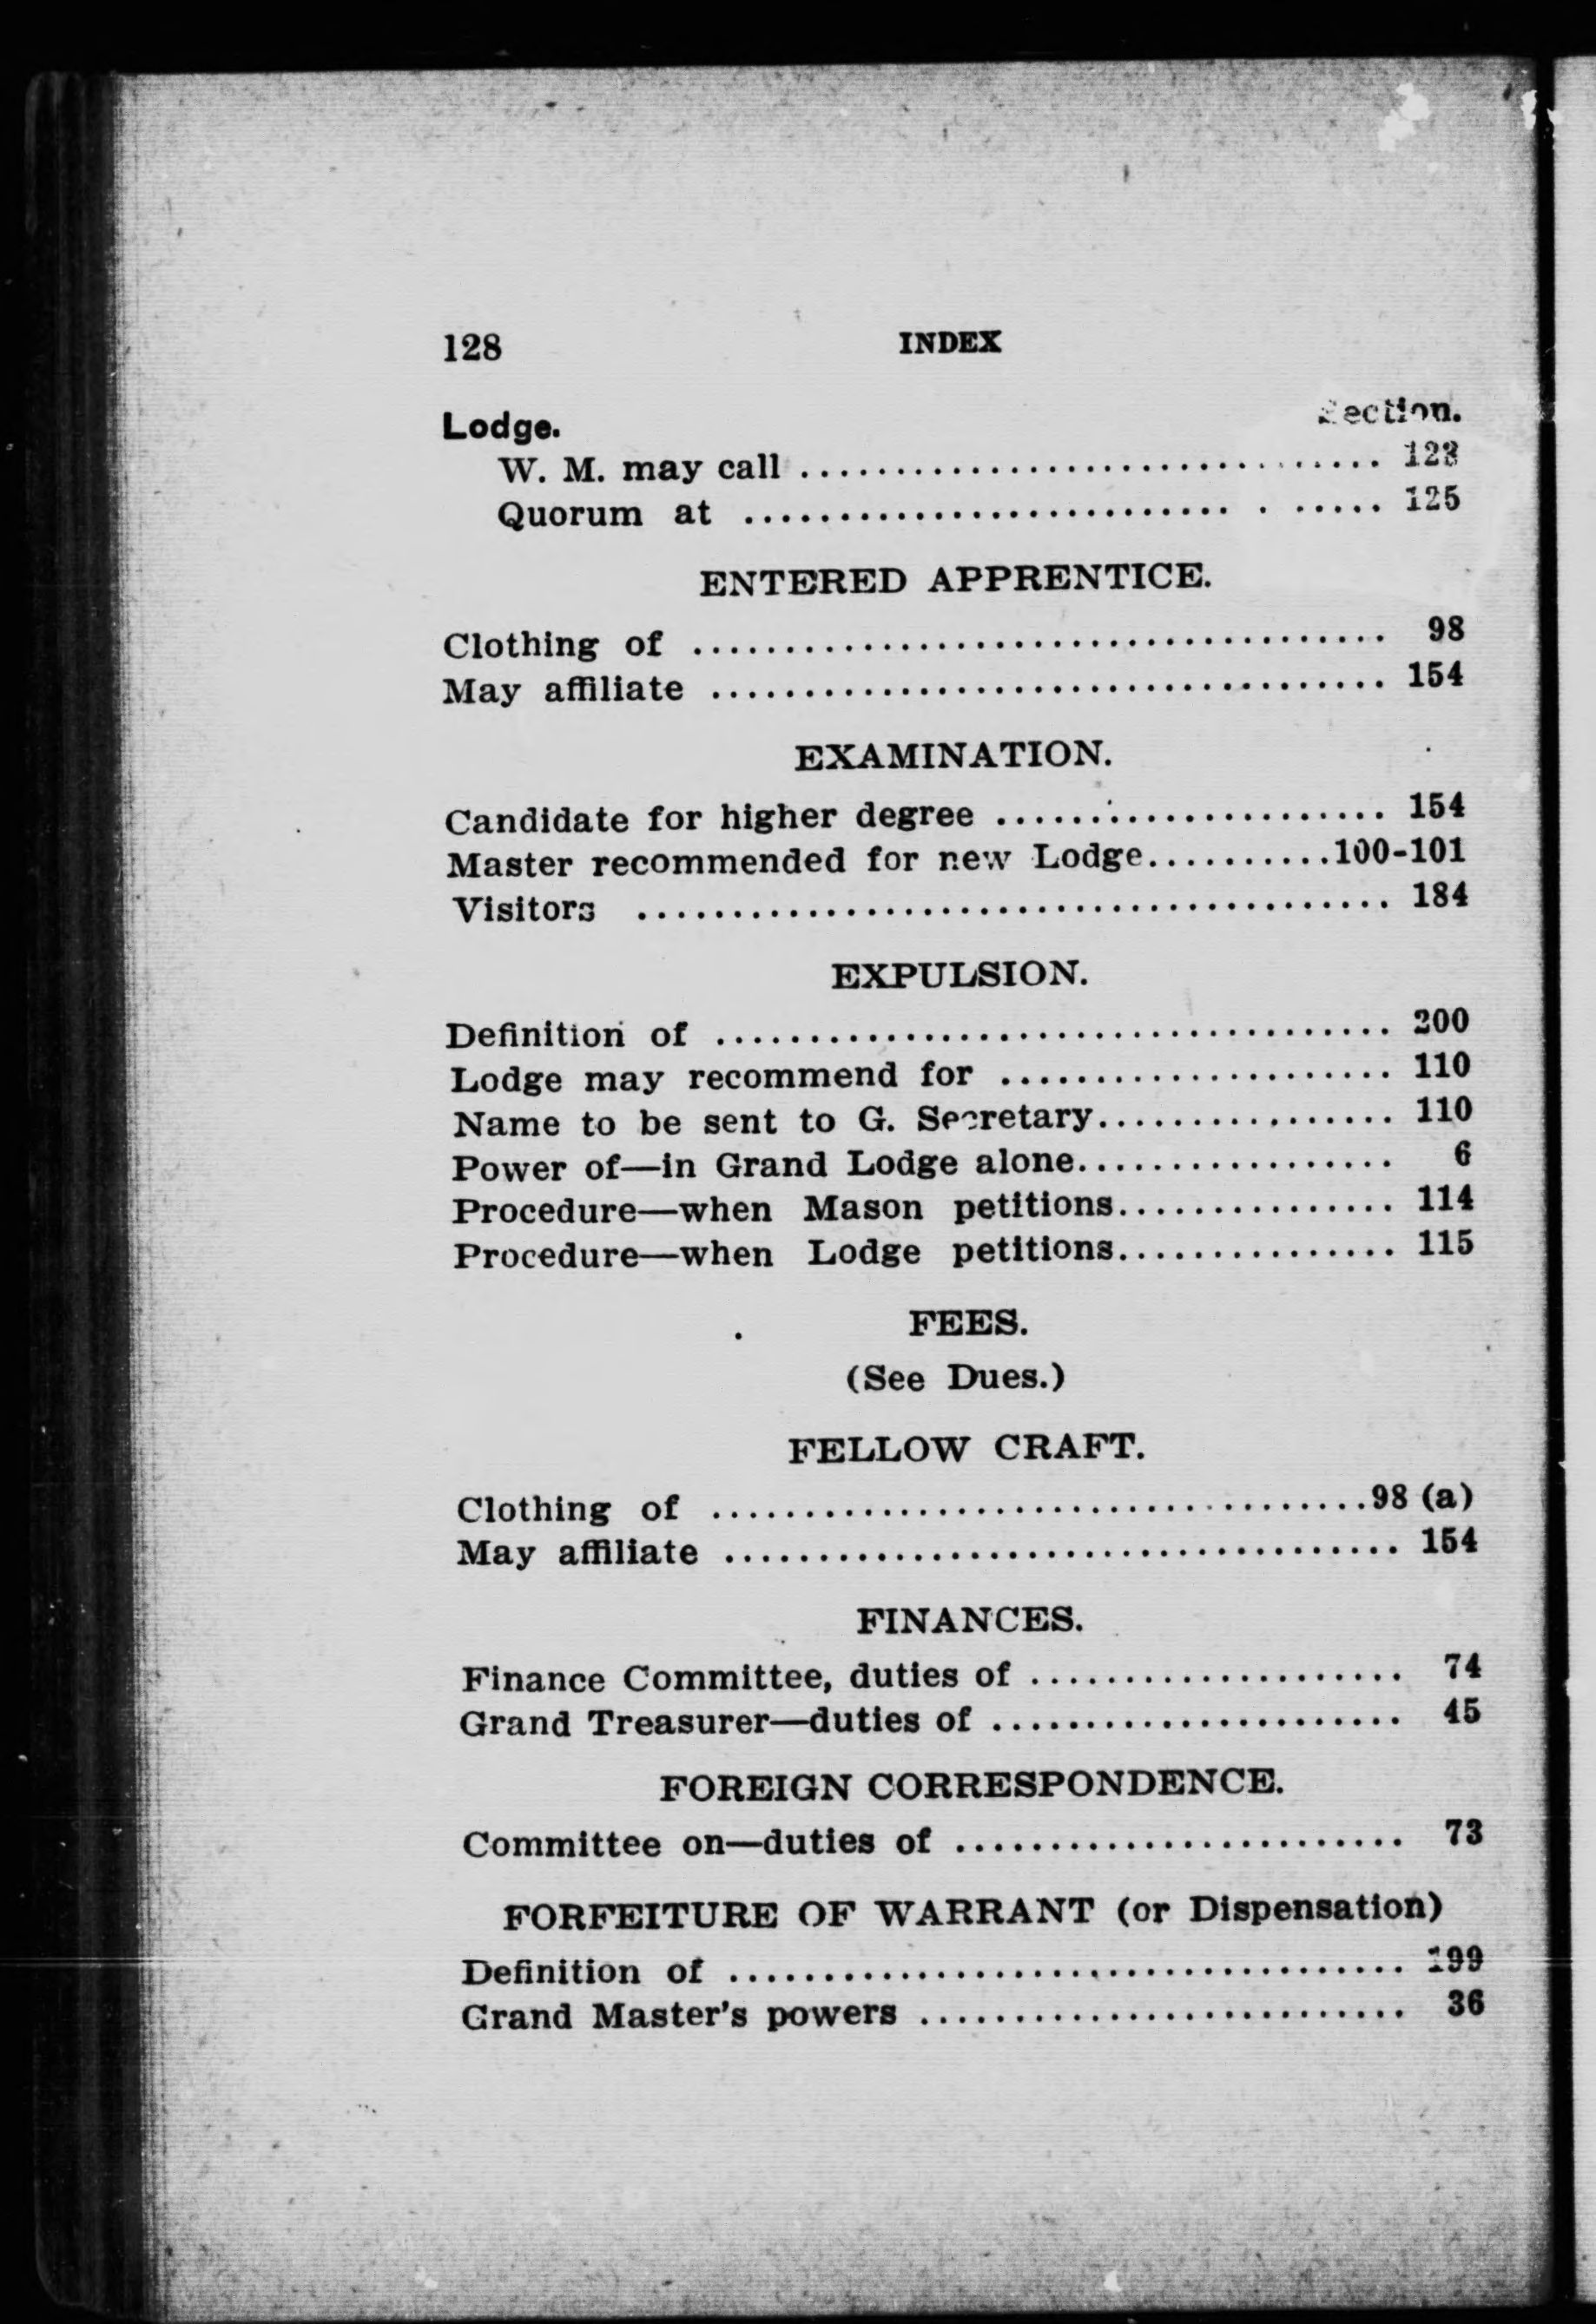 128 INDEX
Lodge. Section.
W. M. may call .............................. 123
Quorum at .............................. 125
ENTERED APPRENTICE.
Clothing of .................................... 98
May affiliate .................................... 154
EXAMINATION.
Candidate for higher degree ..................... 154
Master recommended for new Lodge..........100-101
Visitors ......................................... 184
EXPULSION.
Definition of .................................... 200
Lodge may recommend for ..................... 110
Name to be sent to G. Secretary................ 110
Power of—in Grand Lodge alone................. 6
Procedure—when Mason petitions............... 114
Procedure—when Lodge petitions............... 115
FEES.
(See Dues.)
FELLOW CRAFT.
Clothing of ...................................98 (a)
May affiliate .................................... 154
FINANCES.
Finance Committee, duties of .................... 74
Grand Treasurer—duties of ...................... 45
FOREIGN CORRESPONDENCE.
Committee on—duties of ........................ 73
FORFEITURE OF WARRANT (or Dispensation)
Definition of .................................... 199
Grand Master's powers .......................... 36